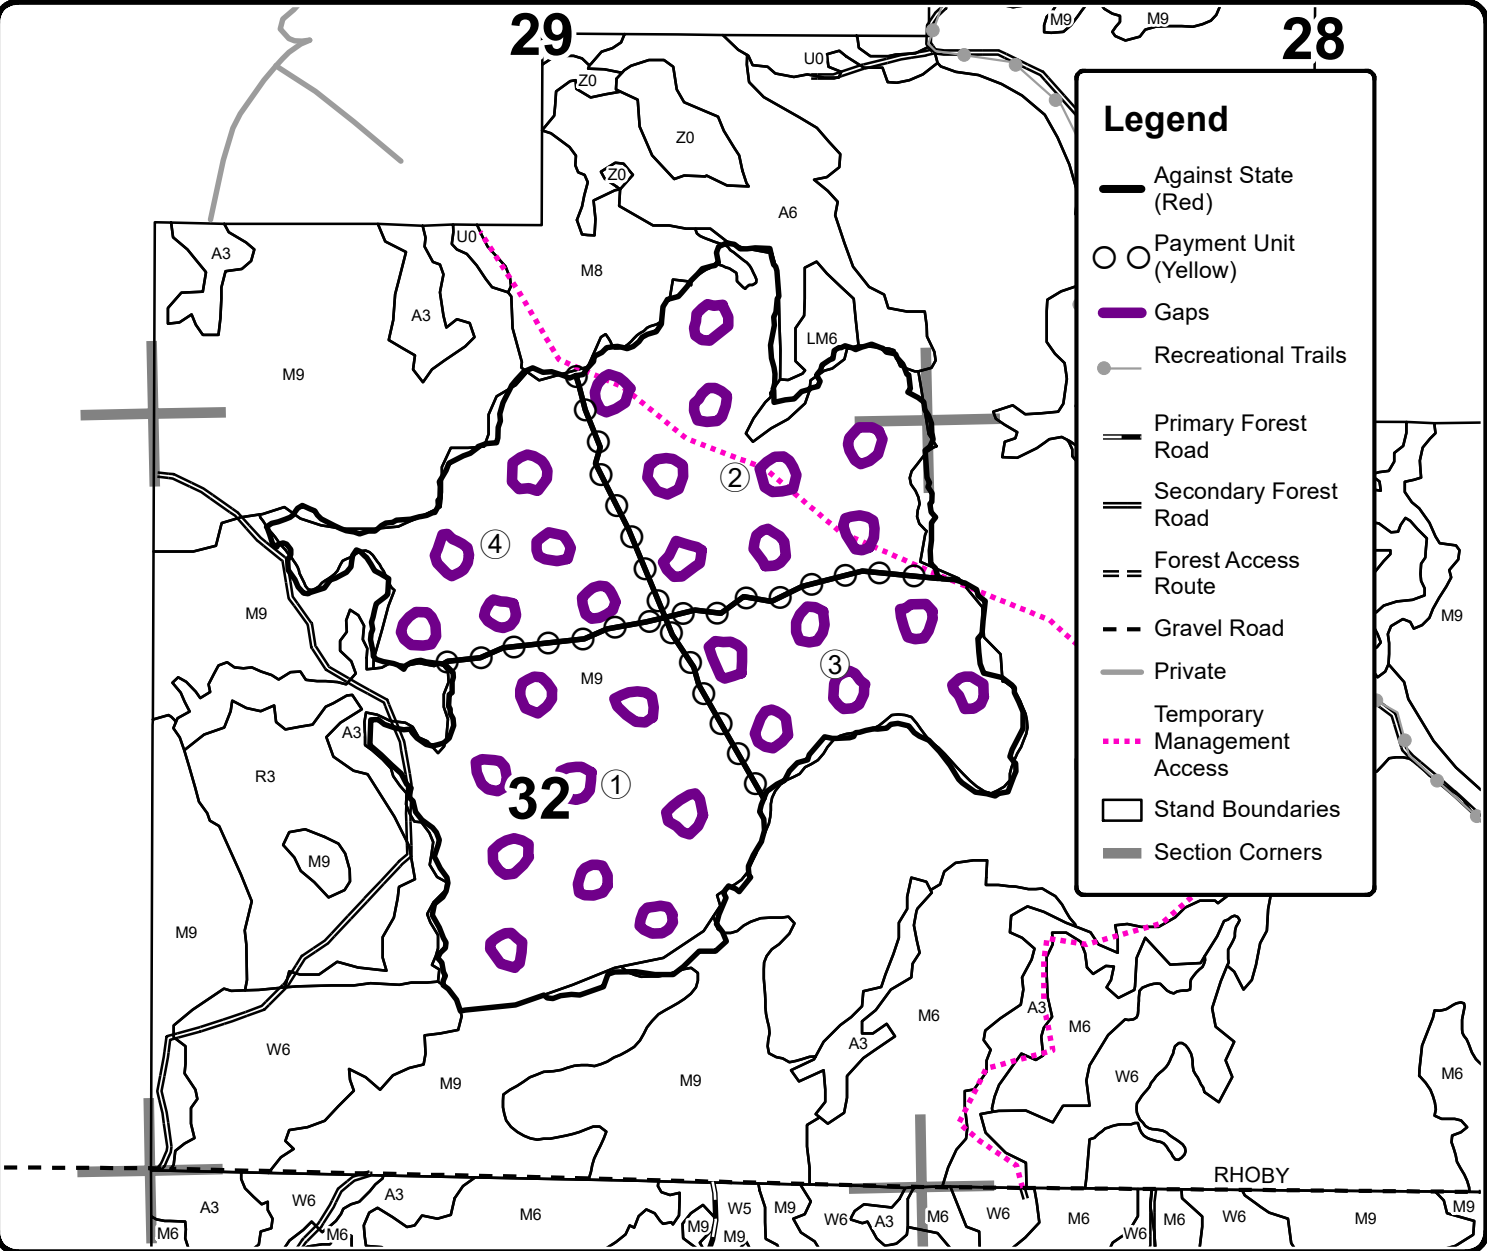 29
28
M9
M9
U0
Z0
Z0
Z0
A6
U0
A3
M8
A3
LM6
M9
2
4
M9
3
M9
A3
R3
32
1
M9
M9
A3
M6
M6
A3
W6
W6
M9
M9
M6
M9
RHOBY
A3
W6
A3
M6
M6
M6
M9
W5
M9
M9
W6
A3
M6
W6
M6
W6
M6
W6
M9
M9
Legend
Against State
(Red)
Payment Unit
(Yellow)
Gaps
Recreational Trails
Primary Forest
Road
Secondary Forest
Road
Forest Access
Route
Gravel Road
Private
Temporary
Management
Access
Stand Boundaries
Section Corners